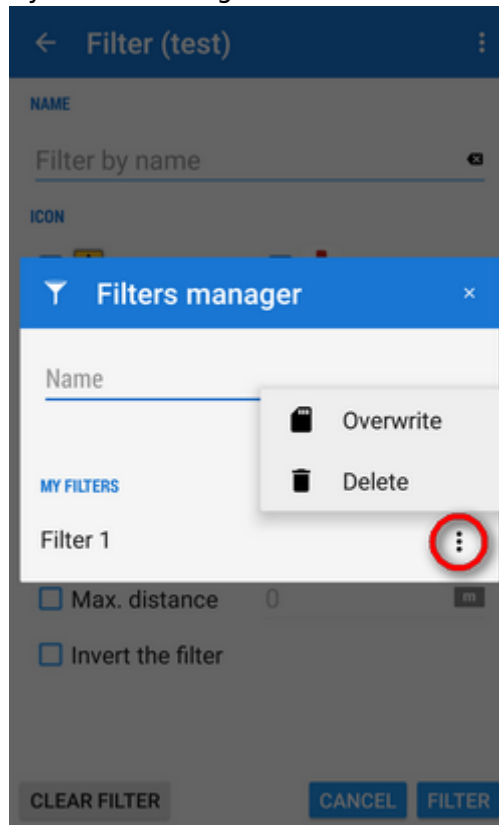 Filter (test)
NAME
Filter by name
ICON
Filters manager
Name
Overwrite
Delete
MY FILTERS
Filter 1
Max. distance 0 m
Invert the filter
CLEAR FILTER CANCEL FILTER